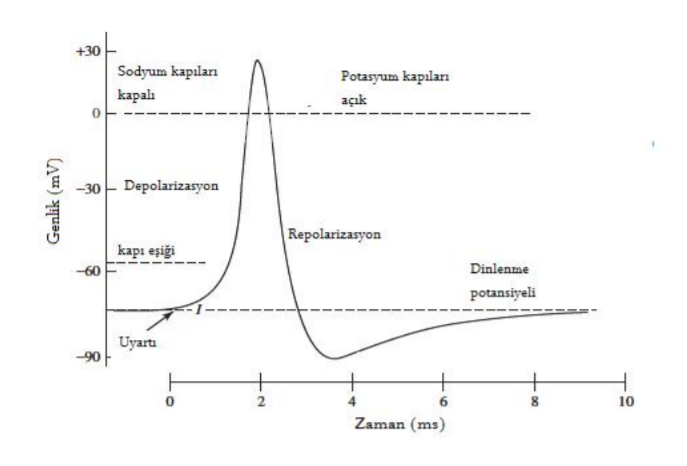 +30
Sodyum kapıları
kapalı
Potasyum kapıları
açık
0
Genlik (mV)
−30
Depolarizasyon
Repolarizasyon
kapı eşiği
−60
Dinlenme
potansiyeli
I
Uyartı
−90
0 2 4 6 8 10
Zaman (ms)